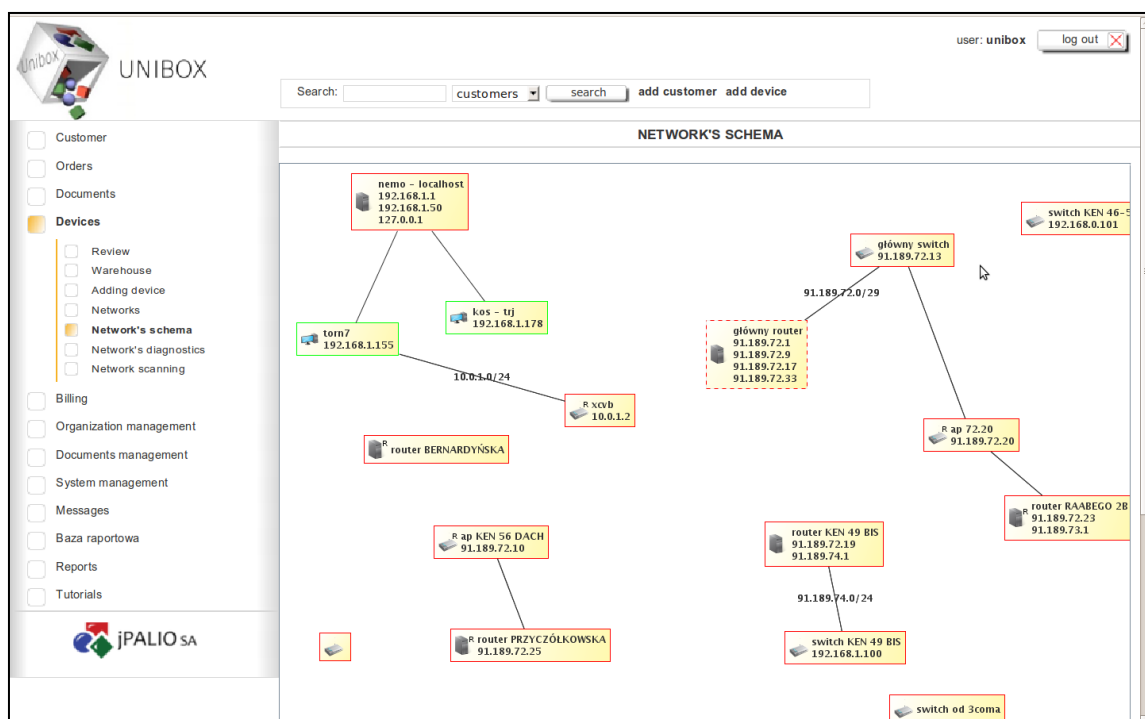 Unibox
UNIBOX
user: unibox
log out
Search:
customers
search
add customer
add device
Customer
Orders
Documents
Devices
Review
Warehouse
Adding device
Networks
Network's schema
Network's diagnostics
Network scanning
Billing
Organization management
Documents management
System management
Messages
Baza raportowa
Reports
Tutorials
jPALIO SA
NETWORK'S SCHEMA
nemo - localhost
192.168.1.1
192.168.1.50
127.0.0.1
switch KEN 46-5
192.168.0.101
główny switch
91.189.72.13
91.189.72.0/29
kos - trj
192.168.1.178
torn7
192.168.1.155
główny router
91.189.72.1
91.189.72.9
91.189.72.17
91.189.72.33
10.0.1.0/24
R xcvb
10.0.1.2
R ap 72.20
91.189.72.20
R router BERNARDYŃSKA
R router RAABEGO 2B
91.189.72.23
91.189.73.1
R ap KEN 56 DACH
91.189.72.10
router KEN 49 BIS
91.189.72.19
91.189.74.1
91.189.74.0/24
R router PRZYCZÓŁKOWSKA
91.189.72.25
switch KEN 49 BIS
192.168.1.100
switch od 3coma